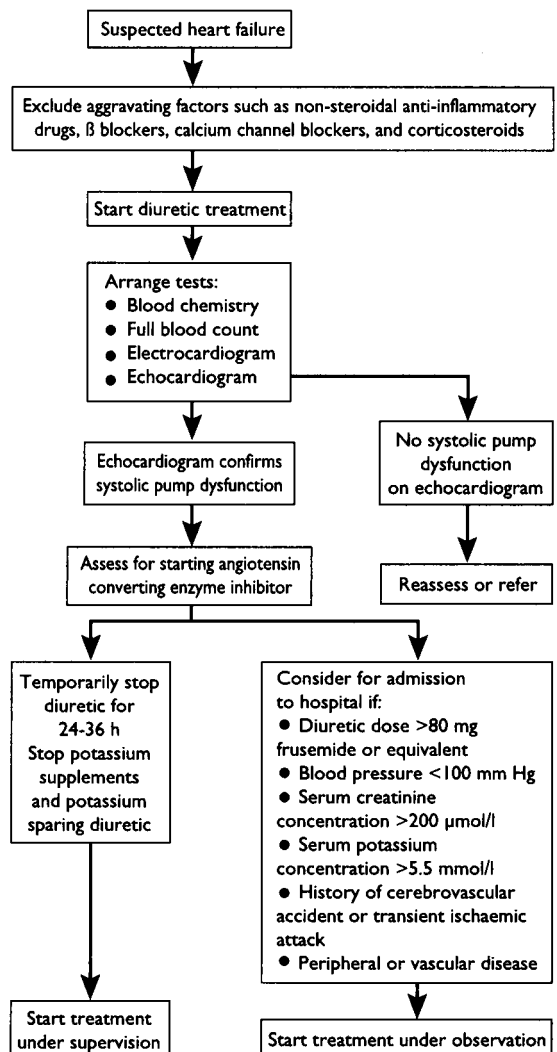 Suspected heart failure
Exclude aggravating factors such as non-steroidal anti-inflammatory
drugs, ß blockers, calcium channel blockers, and corticosteroids
Start diuretic treatment
Arrange tests:
● Blood chemistry
● Full blood count
● Electrocardiogram
● Echocardiogram
Echocardiogram confirms
systolic pump dysfunction
No systolic pump
dysfunction
on echocardiogram
Assess for starting angiotensin
converting enzyme inhibitor
Reassess or refer
Temporarily stop
diuretic for
24-36 h
Stop potassium
supplements
and potassium
sparing diuretic
Consider for admission
to hospital if:
● Diuretic dose >80 mg
frusemide or equivalent
● Blood pressure <100 mm Hg
● Serum creatinine
concentration >200 µmol/l
● Serum potassium
concentration >5.5 mmol/l
● History of cerebrovascular
accident or transient ischaemic
attack
● Peripheral or vascular disease
Start treatment
under supervision
Start treatment under observation